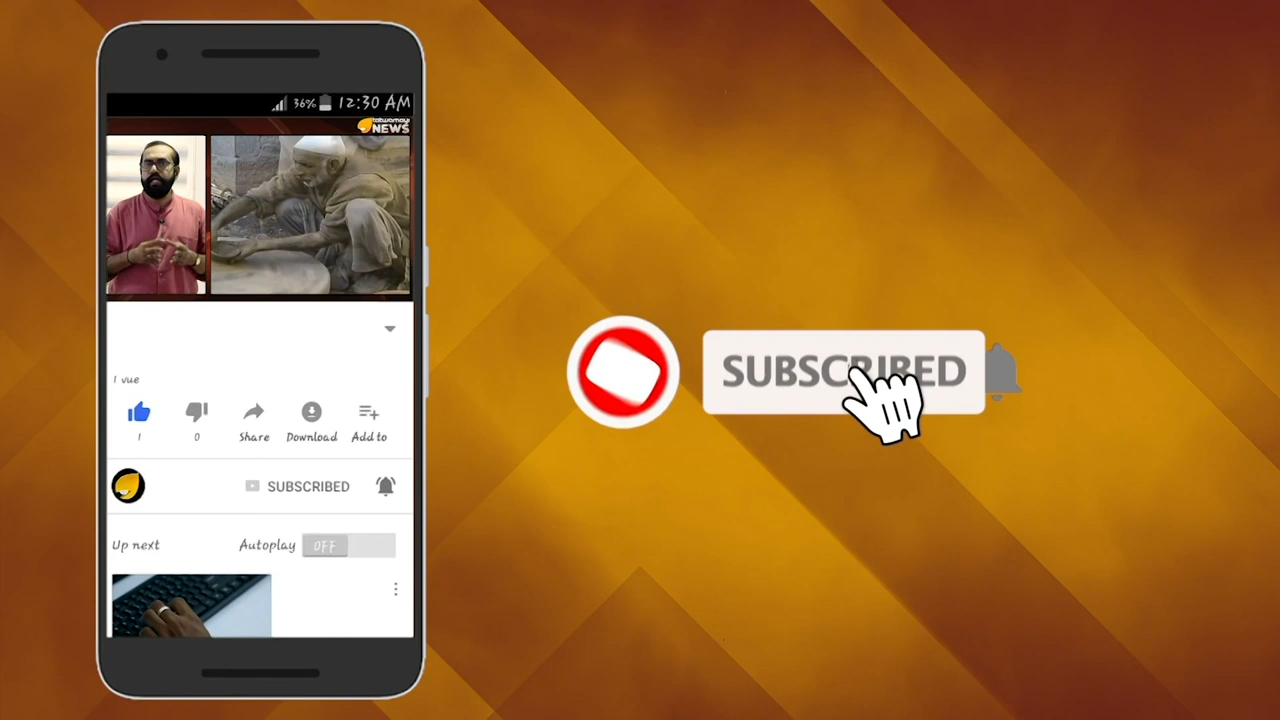 36% 12:30 AM
tatwamayi
NEWS
1 vue
1 0 Share Download Add to
SUBSCRIBED
Up next Autoplay OFF
SUBSCRIBED